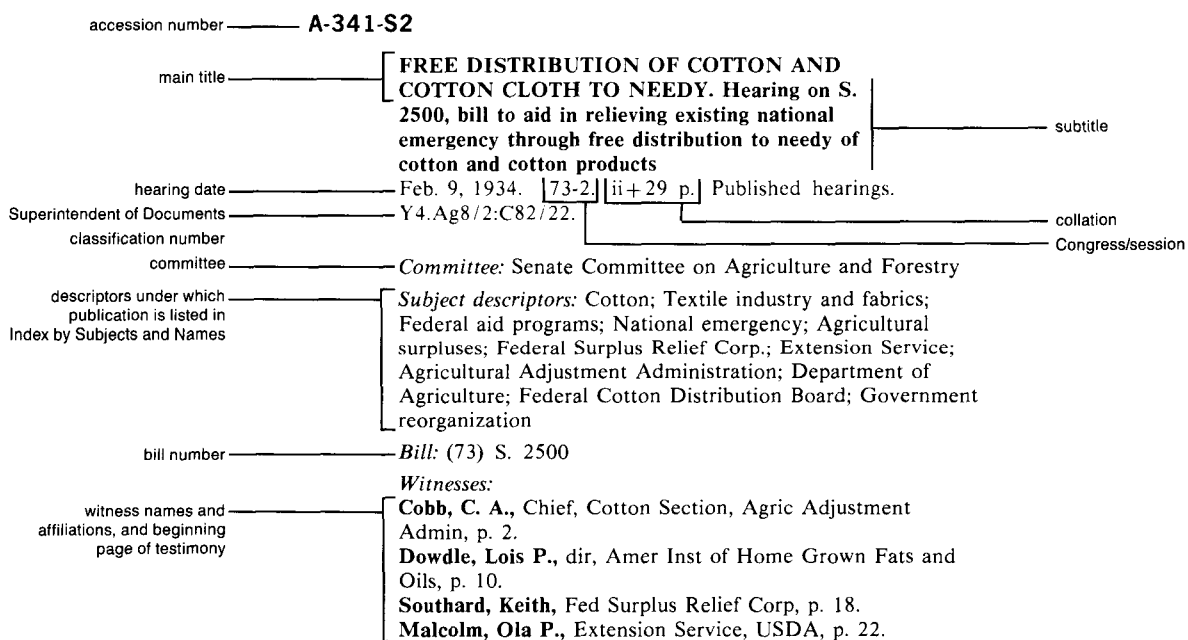 accession number A-341-S2
main title FREE DISTRIBUTION OF COTTON AND
COTTON CLOTH TO NEEDY. Hearing on S.
2500, bill to aid in relieving existing national
emergency through free distribution to needy of
cotton and cotton products
subtitle
hearing date Feb. 9, 1934. 73-2. ii+29 p. Published hearings.
Superintendent of Documents Y4.Ag8/2:C82/22.
classification number
collation
Congress/session
committee Committee: Senate Committee on Agriculture and Forestry
descriptors under which
publication is listed in
Index by Subjects and Names
Subject descriptors: Cotton; Textile industry and fabrics;
Federal aid programs; National emergency; Agricultural
surpluses; Federal Surplus Relief Corp.; Extension Service;
Agricultural Adjustment Administration; Department of
Agriculture; Federal Cotton Distribution Board; Government
reorganization
bill number Bill: (73) S. 2500
Witnesses:
witness names and
affiliations, and beginning
page of testimony
Cobb, C. A., Chief, Cotton Section, Agric Adjustment
Admin, p. 2.
Dowdle, Lois P., dir, Amer Inst of Home Grown Fats and
Oils, p. 10.
Southard, Keith, Fed Surplus Relief Corp, p. 18.
Malcolm, Ola P., Extension Service, USDA, p. 22.